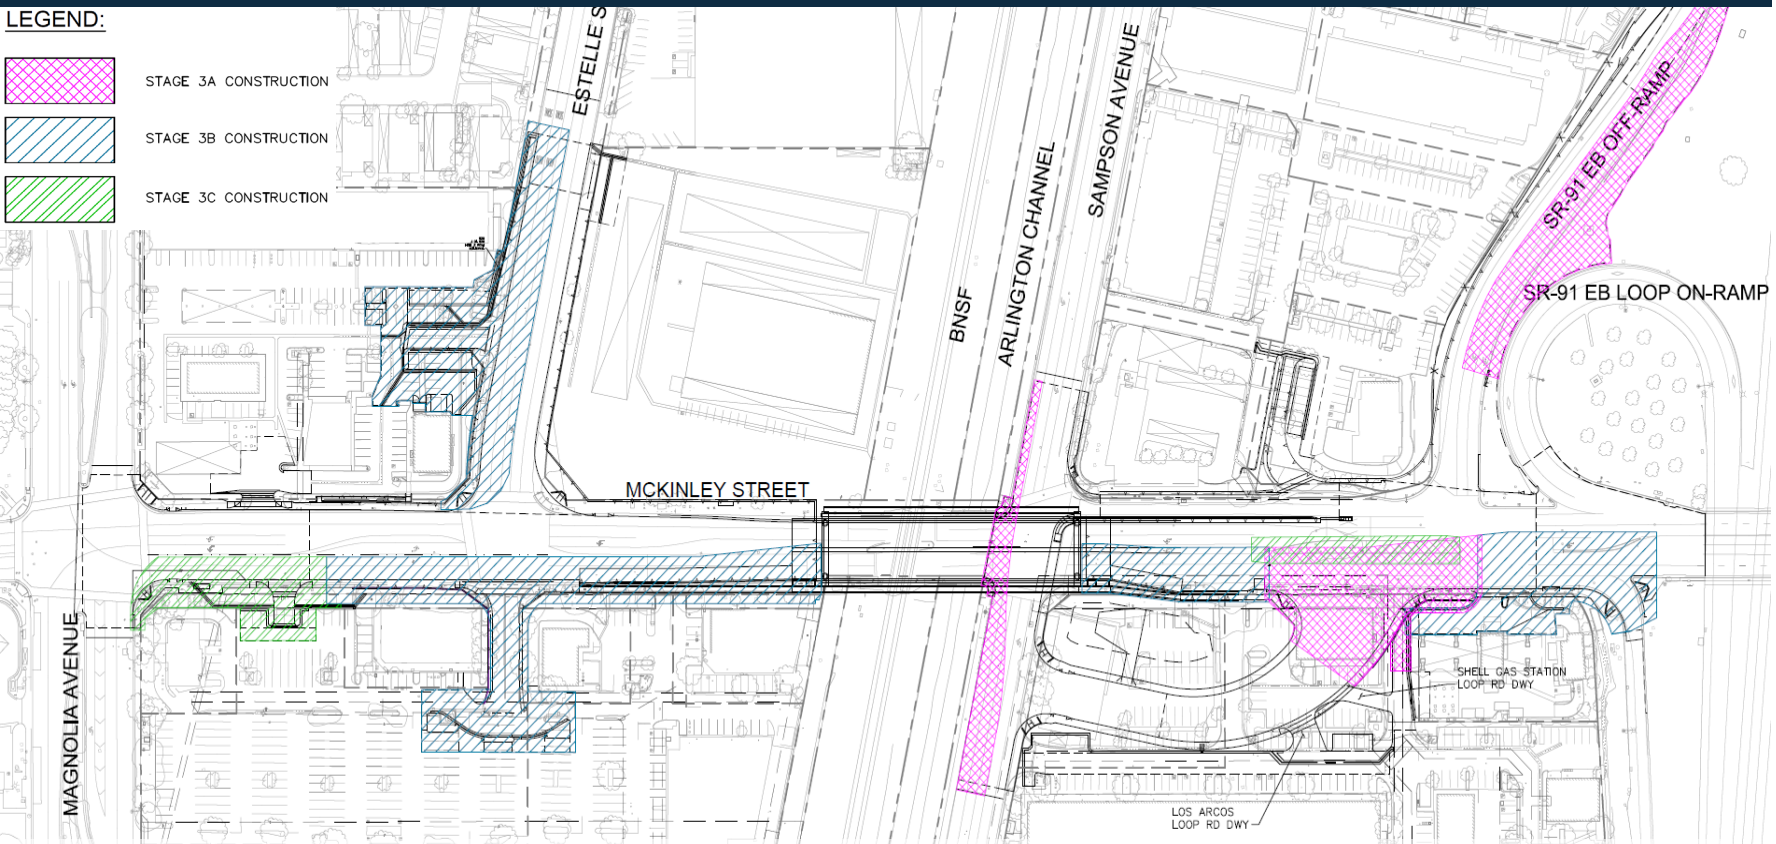 LEGEND:
STAGE 3A CONSTRUCTION
STAGE 3B CONSTRUCTION
STAGE 3C CONSTRUCTION
ESTELLE S
BNSF
ARLINGTON CHANNEL
SAMPSON AVENUE
SR-91 EB OFF-RAMP
SR-91 EB LOOP ON-RAMP
MCKINLEY STREET
MAGNOLIA AVENUE
SHELL GAS STATION
LOOP RD DWY
LOS ARCOS
LOOP RD DWY